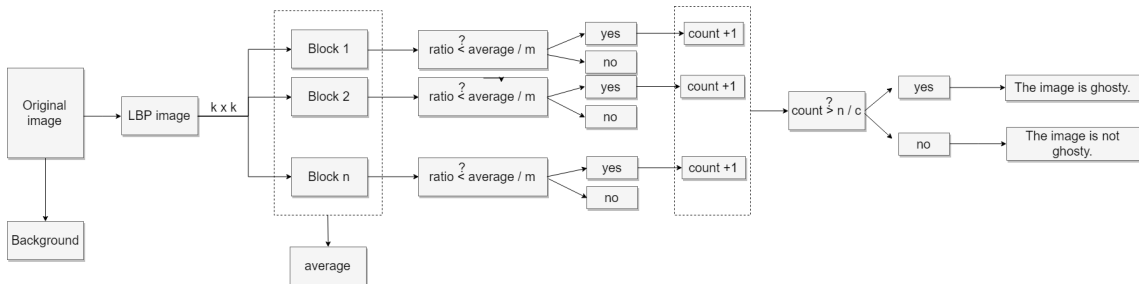 Original
image
Background
LBP image
k x k
Block 1
Block 2
Block n
average
?
ratio < average / m
?
ratio < average / m
?
ratio < average / m
yes
no
yes
no
yes
no
count +1
count +1
count +1
?
count > n / c
yes
no
The image is ghosty.
The image is not
ghosty.